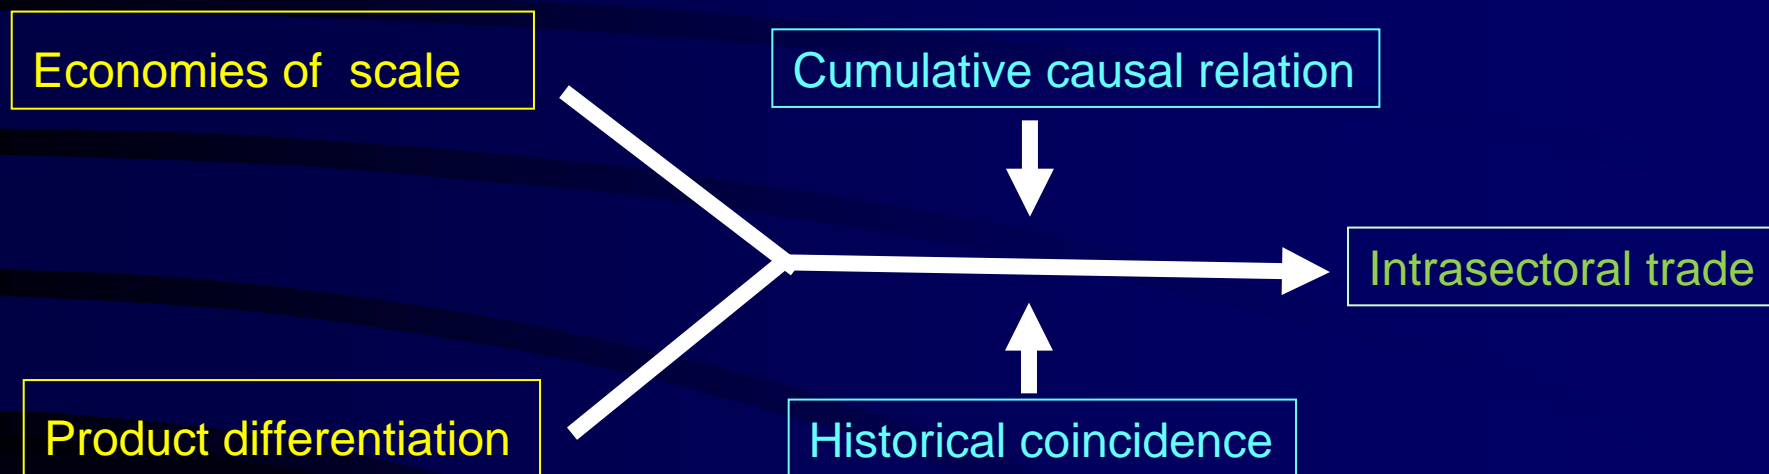 Economies of  scale
Cumulative causal relation
Intrasectoral trade
Product differentiation
Historical coincidence